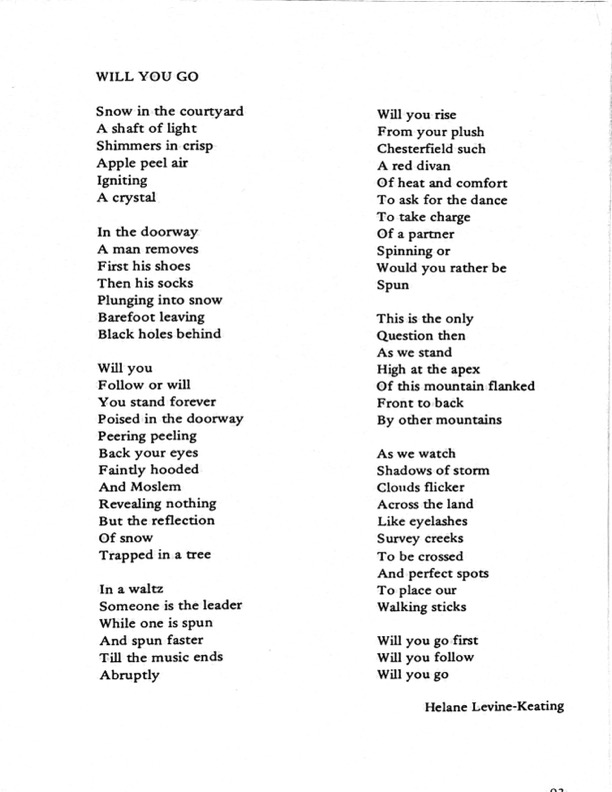 WILL YOU GO

Snow in the courtyard
A shaft of light
Shimmers in crisp
Apple peel air
Igniting
A crystal

In the doorway
A man removes
First his shoes
Then his socks
Plunging into snow
Barefoot leaving
Black holes behind

Will you
Follow or will
You stand forever
Poised in the doorway
Peering peeling
Back your eyes
Faintly hooded
And Moslem
Revealing nothing
But the reflection
Of snow
Trapped in a tree

In a waltz
Someone is the leader
While one is spun
And spun faster
Till the music ends
Abruptly

Will you rise
From your plush
Chesterfield such
A red divan
Of heat and comfort
To ask for the dance
To take charge
Of a partner
Spinning or
Would you rather be
Spun

This is the only
Question then
As we stand
High at the apex
Of this mountain flanked
Front to back
By other mountains

As we watch
Shadows of storm
Clouds flicker
Across the land
Like eyelashes
Survey creeks
To be crossed
And perfect spots
To place our
Walking sticks

Will you go first
Will you follow
Will you go

Helane Levine-Keating